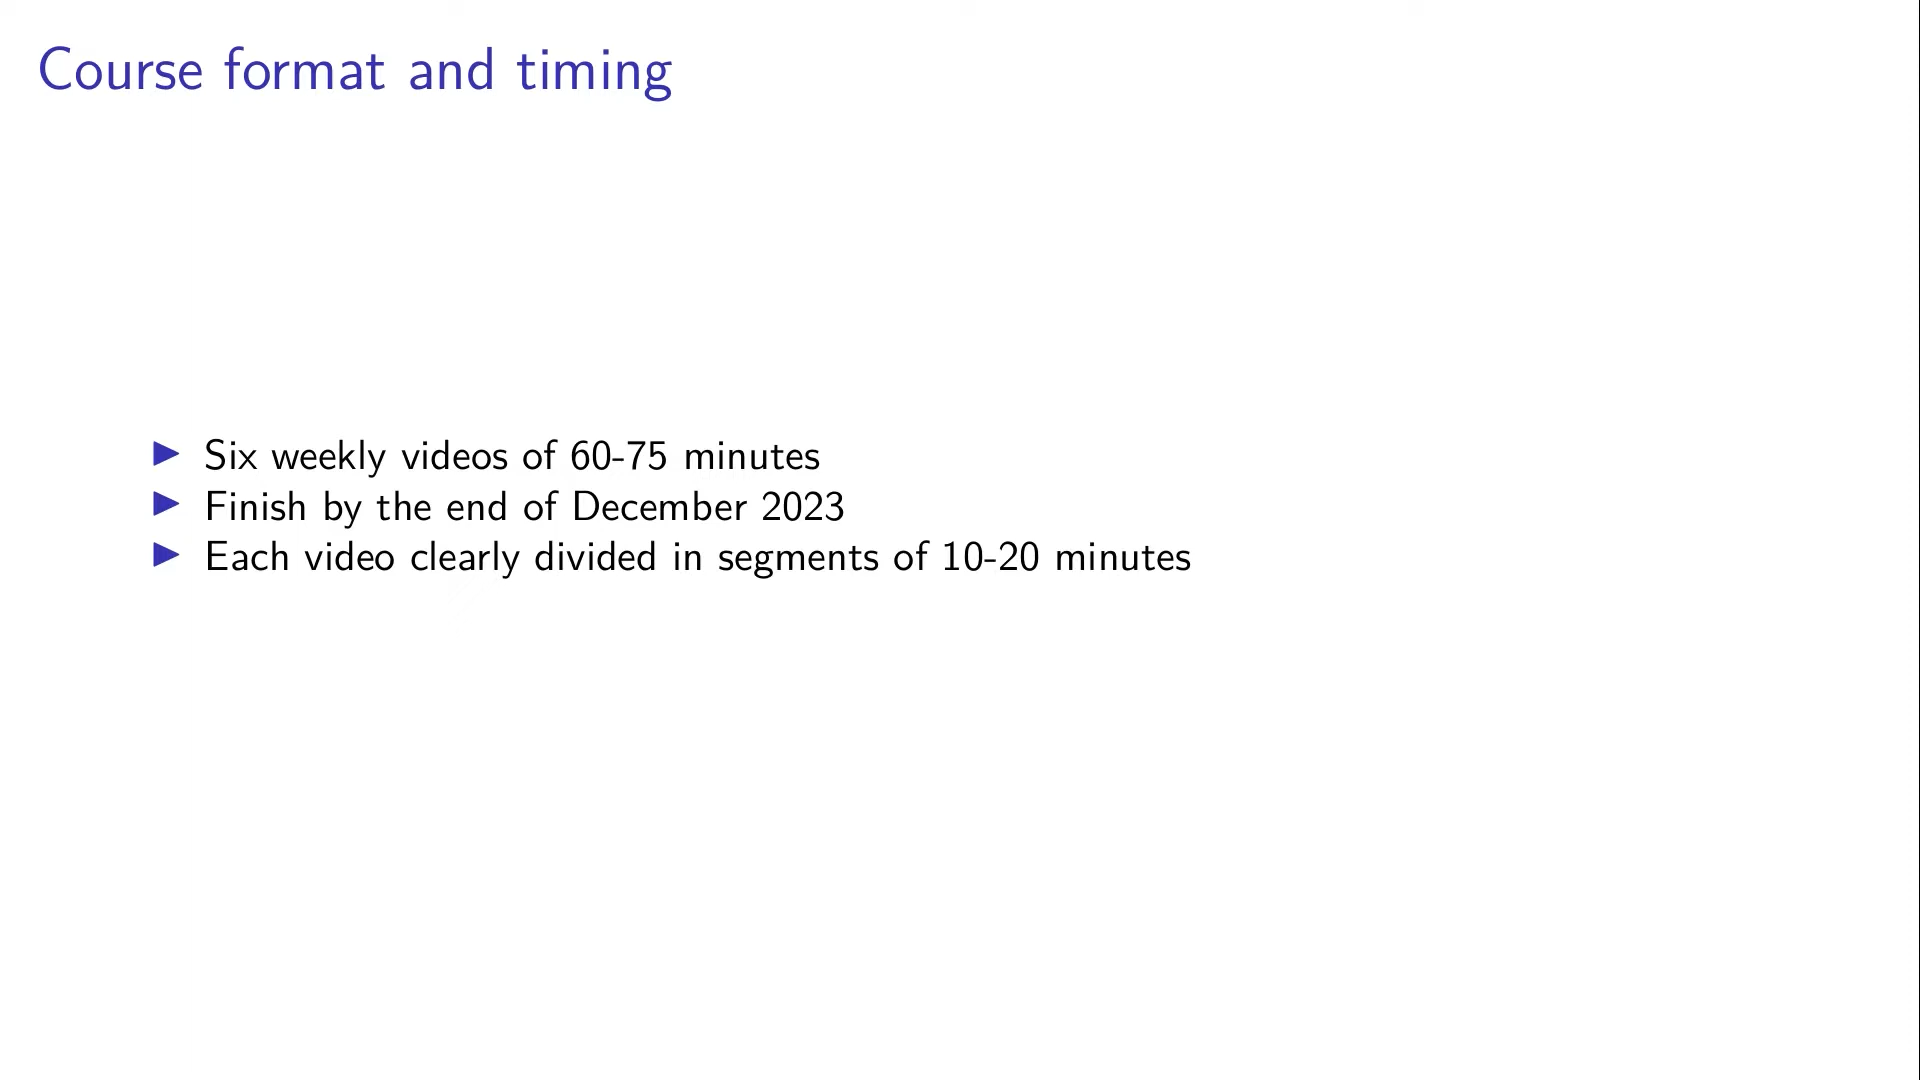 Course format and timing
▶ Six weekly videos of 60-75 minutes
▶ Finish by the end of December 2023
▶ Each video clearly divided in segments of 10-20 minutes